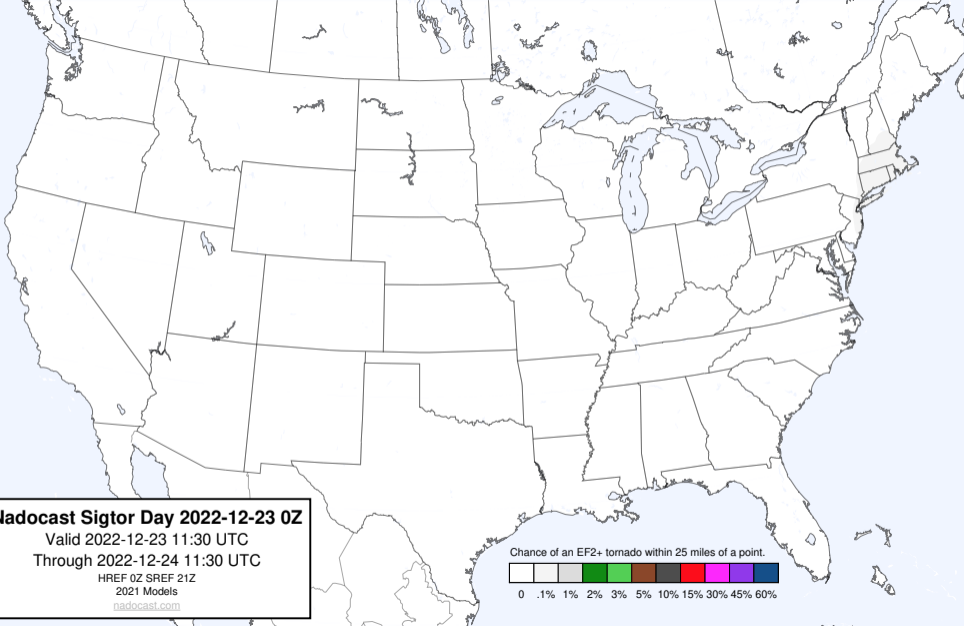 Nadocast Sigtor Day 2022-12-23 0Z
Valid 2022-12-23 11:30 UTC
Through 2022-12-24 11:30 UTC
HREF 0Z SREF 21Z
2021 Models
nadocast.com
Chance of an EF2+ tornado within 25 miles of a point.
0 .1% 1% 2% 3% 5% 10% 15% 30% 45% 60%